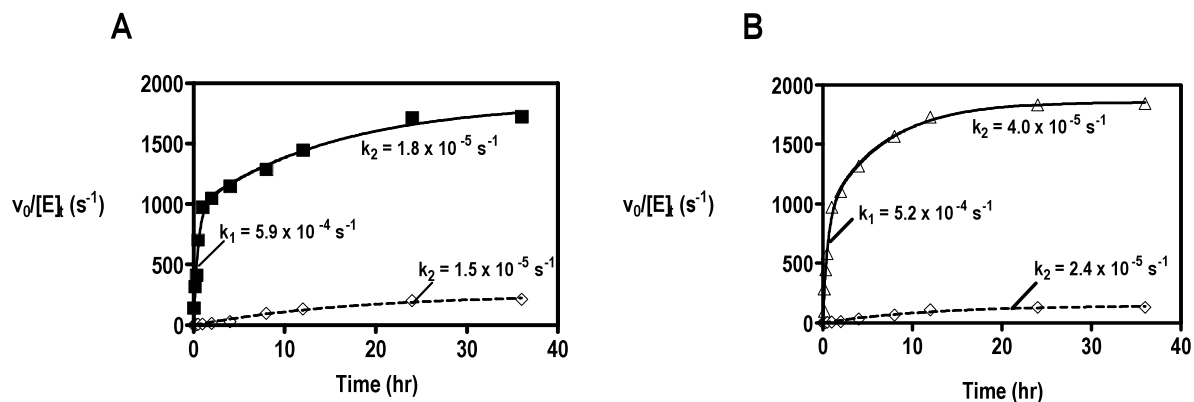 A
2000
1500
1000
500
0
v₀/[E]ₜ (s⁻¹)
k₂ = 1.8 x 10⁻⁵ s⁻¹
k₁ = 5.9 x 10⁻⁴ s⁻¹
k₂ = 1.5 x 10⁻⁵ s⁻¹
0 10 20 30 40
Time (hr)
B
2000
1500
1000
500
0
v₀/[E]ₜ (s⁻¹)
k₂ = 4.0 x 10⁻⁵ s⁻¹
k₁ = 5.2 x 10⁻⁴ s⁻¹
k₂ = 2.4 x 10⁻⁵ s⁻¹
0 10 20 30 40
Time (hr)